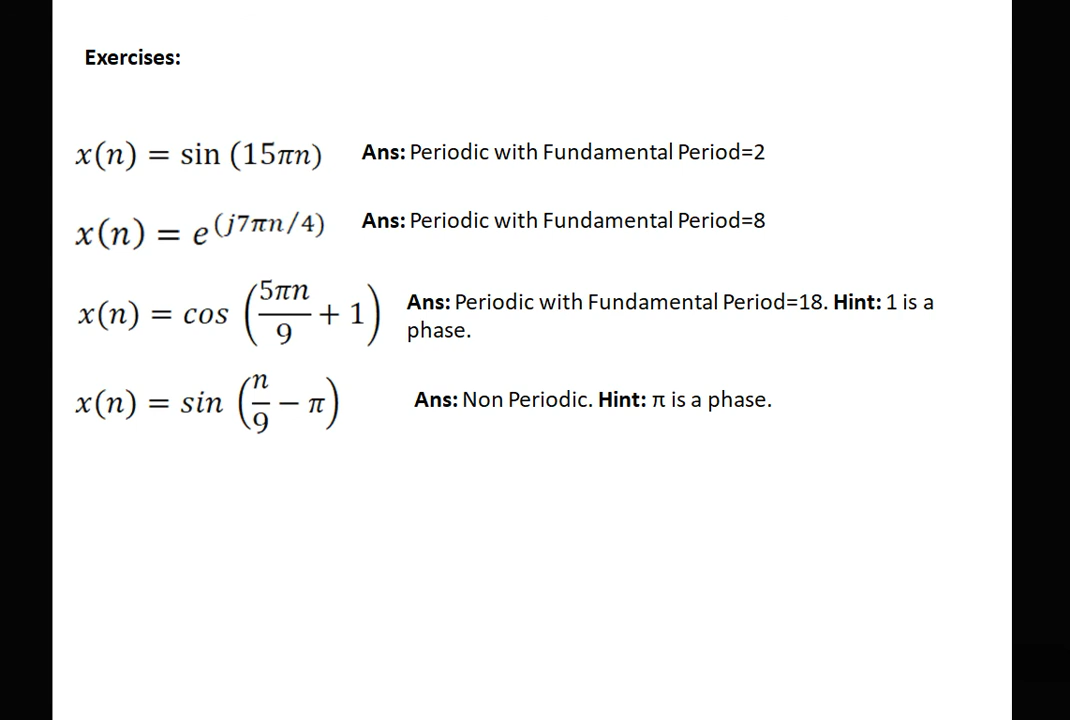 Exercises:
x(n) = sin (15πn) Ans: Periodic with Fundamental Period=2
x(n) = e^(j7πn/4) Ans: Periodic with Fundamental Period=8
x(n) = cos (5πn/9 + 1) Ans: Periodic with Fundamental Period=18. Hint: 1 is a
phase.
x(n) = sin (n/9 − π) Ans: Non Periodic. Hint: π is a phase.